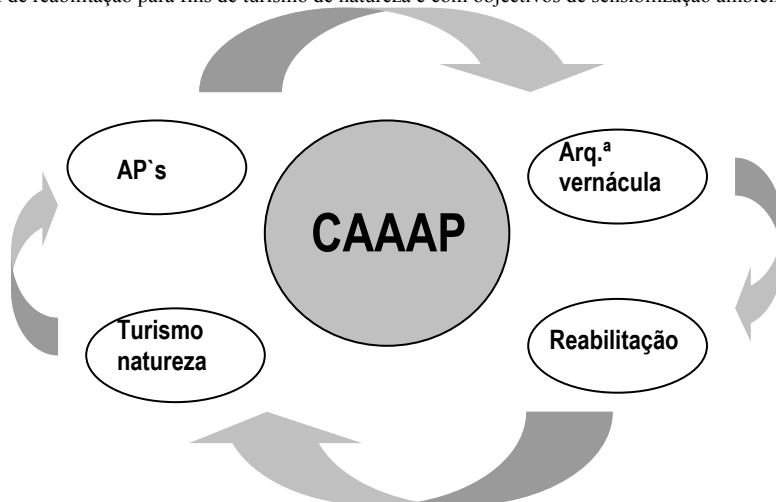 de reabilitação para fins de turismo de natureza e com objectivos de sensibilização
AP`s
Arq.ª
vernácula
CAAAP
Turismo
natureza
Reabilitação